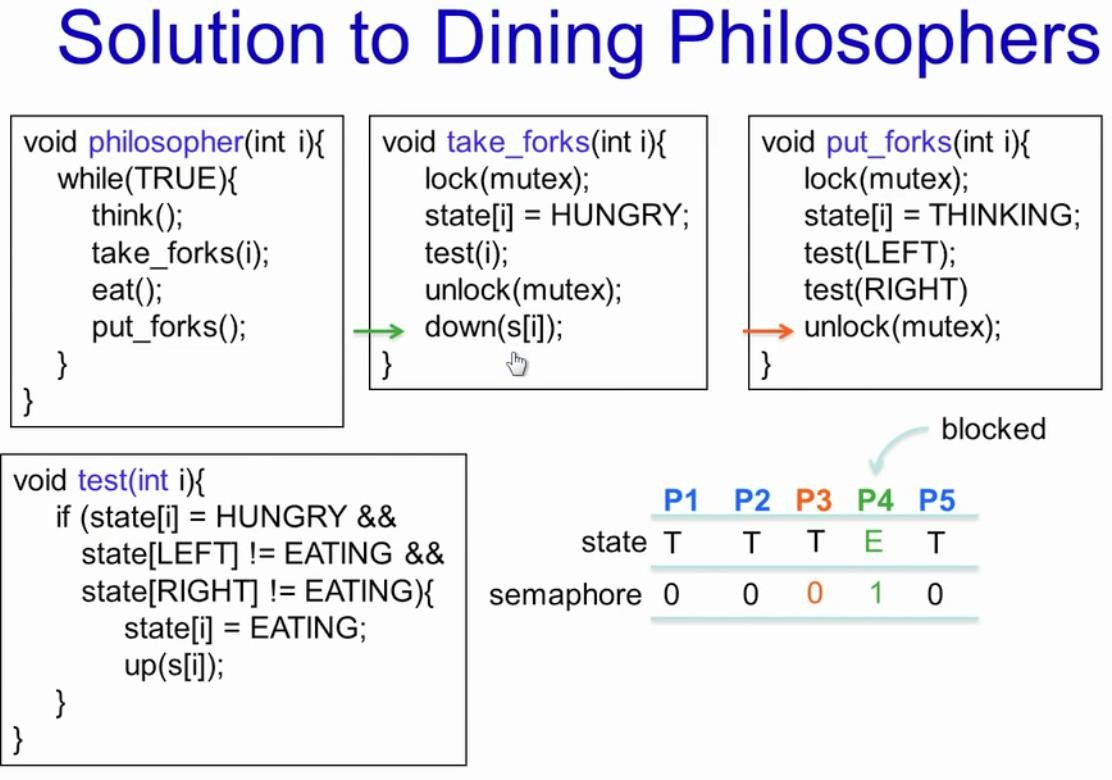 Solution to Dining Philosophers
void philosopher(int i){
while(TRUE){
think();
take_forks(i);
eat();
put_forks();
}
}
void take_forks(int i){
lock(mutex);
state[i] = HUNGRY;
test(i);
unlock(mutex);
down(s[i]);
}
void put_forks(int i){
lock(mutex);
state[i] = THINKING;
test(LEFT);
test(RIGHT)
unlock(mutex);
}
void test(int i){
if (state[i] = HUNGRY &&
state[LEFT] != EATING &&
state[RIGHT] != EATING){
state[i] = EATING;
up(s[i]);
}
}
blocked
P1 P2 P3 P4 P5
state T T T E T
semaphore 0 0 0 1 0